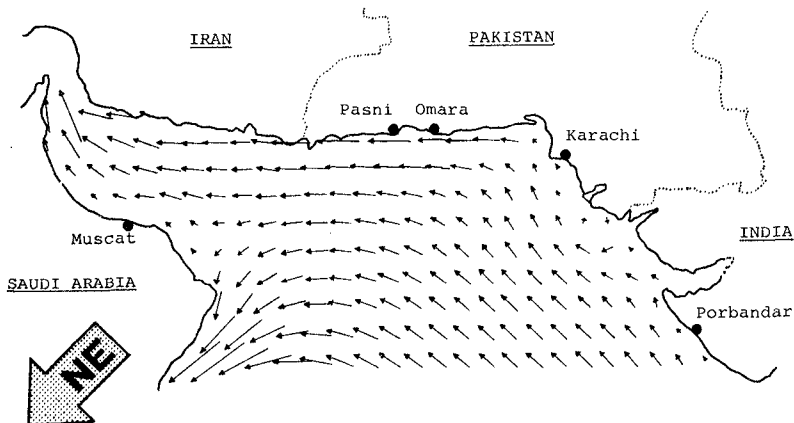 IRAN
PAKISTAN
Pasni
Omara
Karachi
Muscat
INDIA
SAUDI ARABIA
Porbandar
NE